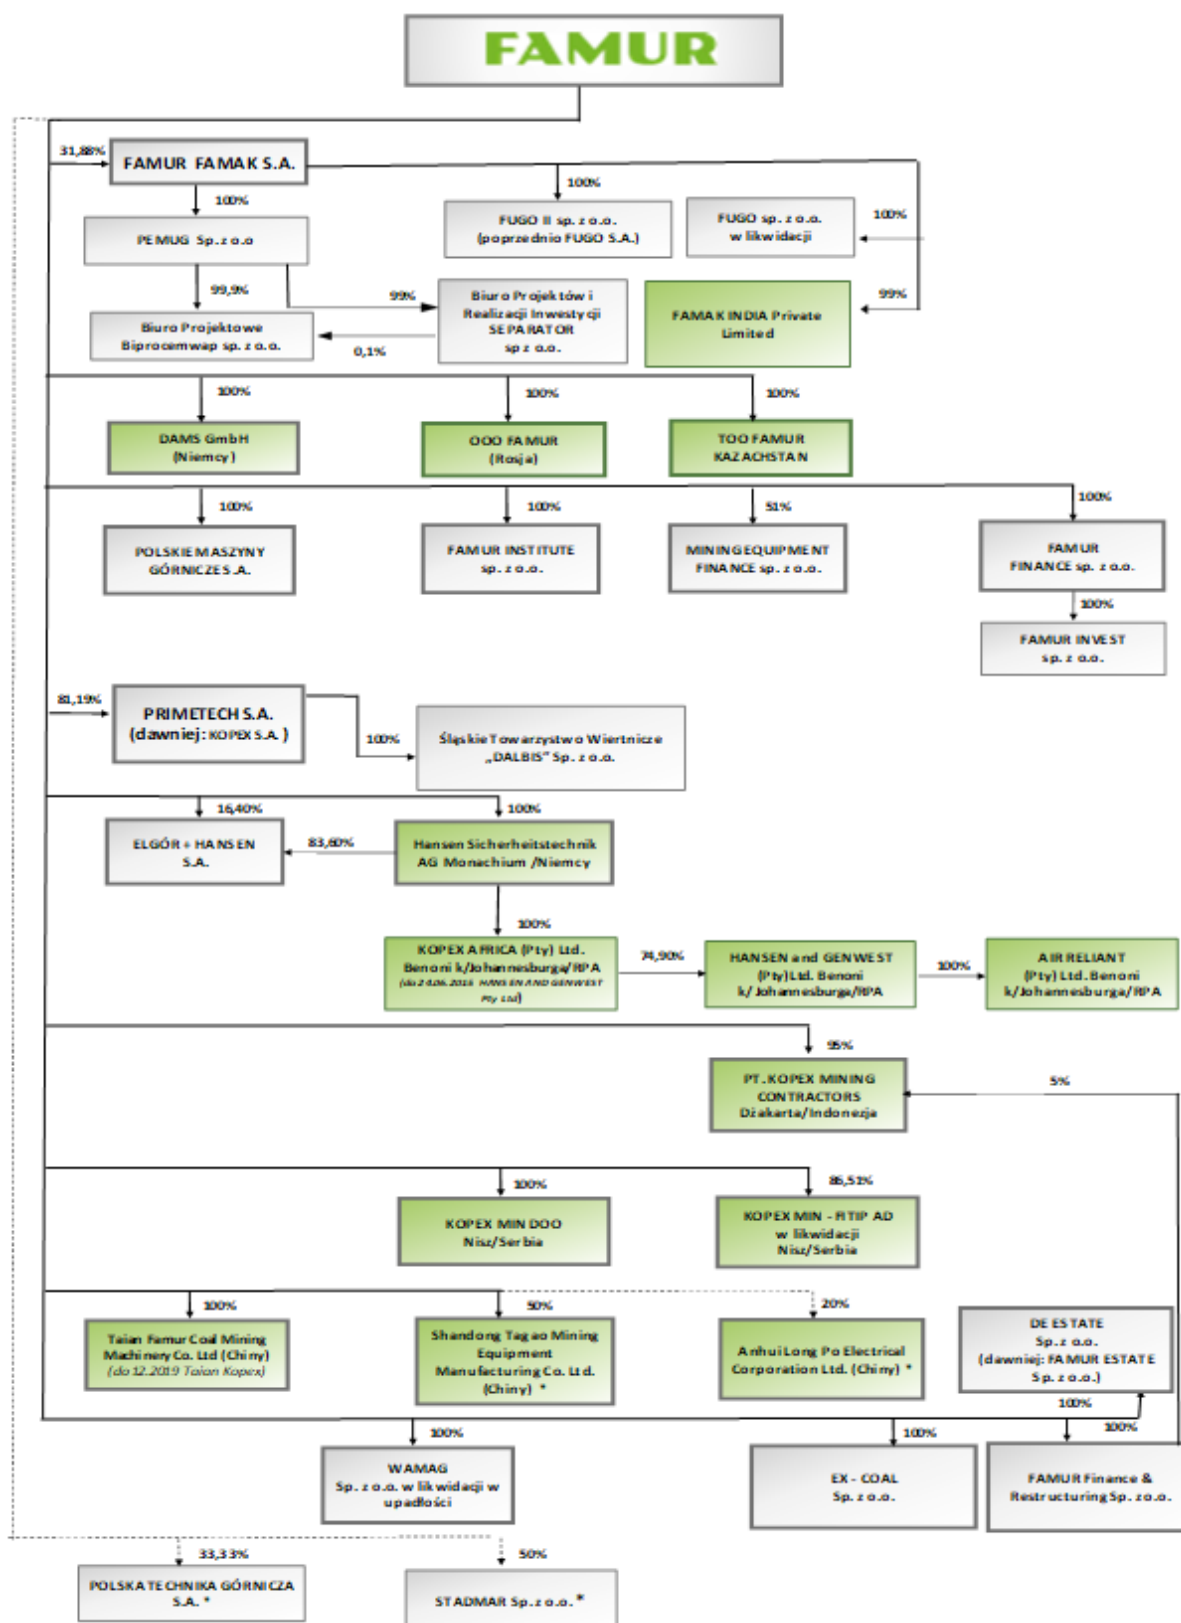 FAMUR
31,88%
FAMUR FAMAK S.A.
100%
100%
PEMUG Sp. z o.o
FUGO II sp. z o.o.
(poprzednio FUGO S.A.)
FUGO sp. z o.o.
w likwidacji
100%
99,9%
99%
Biuro Projektów i
Realizacji Inwestycji
SEPARATOR
sp z o.o.
FAMAK INDIA Private
Limited
99%
Biuro Projektowe
Biprocemwap sp. z o.o.
0,1%
100%
100%
100%
DAMS GmbH
(Niemcy)
OOO FAMUR
(Rosja)
TOO FAMUR
KAZACHSTAN
100%
100%
51%
100%
POLSKIE MASZYNY
GÓRNICZE S.A.
FAMUR INSTITUTE
sp. z o.o.
MINING EQUIPMENT
FINANCE sp. z o.o.
FAMUR
FINANCE sp. z o.o.
100%
FAMUR INVEST
sp. z o.o.
81,19%
PRIMETECH S.A.
(dawniej: KOPEX S.A. )
100%
Śląskie Towarzystwo Wiertnicze
„DALBIS” Sp. z o.o.
16,40%
100%
ELGÓR + HANSEN
S.A.
83,60%
Hansen Sicherheitstechnik
AG Monachium /Niemcy
100%
KOPEX AFRICA (Pty) Ltd.
Benoni k/Johannesburga/RPA
(do 24.06.2016 HANSEN AND GENWEST
Pty Ltd)
74,90%
HANSEN and GENWEST
(Pty) Ltd. Benoni
k/ Johannesburga/RPA
100%
AIR RELIANT
(Pty) Ltd. Benoni
k/Johannesburga/RPA
95%
PT. KOPEX MINING
CONTRACTORS
Dżakarta/Indonezja
5%
100%
86,51%
KOPEX MIN DOO
Nisz/Serbia
KOPEX MIN - FITIP AD
w likwidacji
Nisz/Serbia
100%
50%
20%
Taian Famur Coal Mining
Machinery Co. Ltd (Chiny)
(do 12.2019 Taian Kopex)
Shandong Tagao Mining
Equipment
Manufacturing Co. Ltd.
(Chiny) *
Anhui Long Po Electrical
Corporation Ltd. (Chiny) *
DE ESTATE
Sp. z o.o.
(dawniej: FAMUR ESTATE
Sp. z o.o.)
100%
100%
100%
100%
WAMAG
Sp. z o.o. w likwidacji w
upadłości
EX - COAL
Sp. z o.o.
FAMUR Finance &
Restructuring Sp. zo.o.
33,33%
50%
POLSKA TECHNIKA GÓRNICZA
S.A. *
STADMAR Sp. z o.o. *